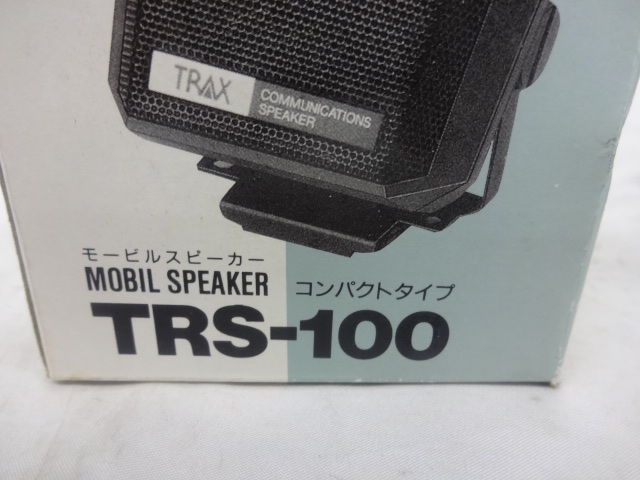 TRAX
COMMUNICATIONS
SPEAKER
モービルスピーカー
MOBIL SPEAKER
コンパクトタイプ
TRS-100